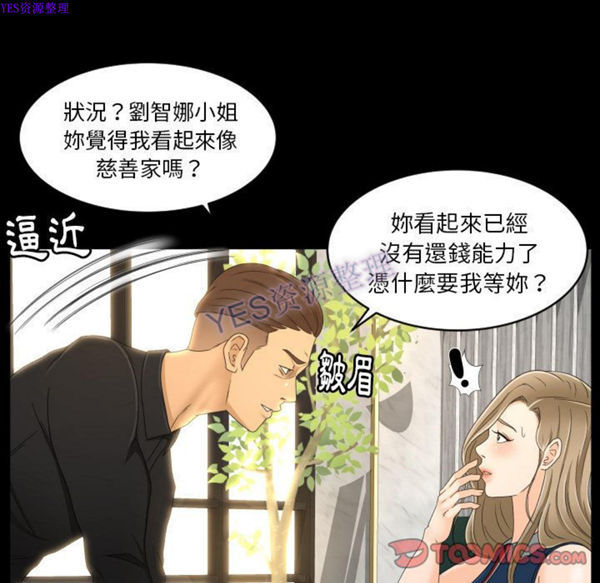 YES资源整理
狀況？劉智娜小姐
妳覺得我看起來像
慈善家嗎？
逼近
妳看起來已經
沒有還錢能力了
憑什麼要我等妳？
YES资源整理
皺眉
!
TOOMICS.COM